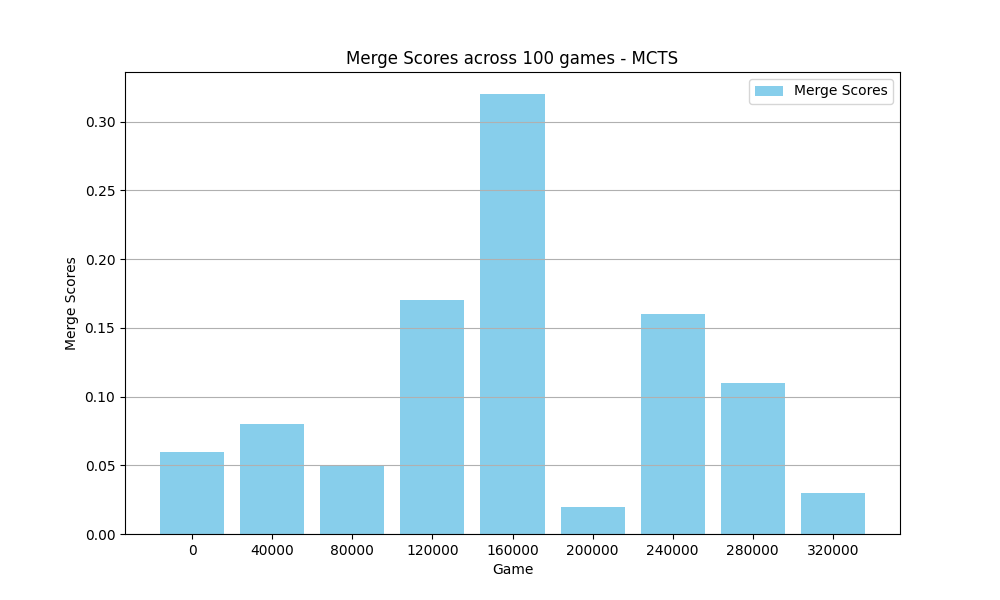 Merge Scores across 100 games - MCTS
Merge Scores
0.30
0.25
0.20
0.15
0.10
0.05
0.00
Merge Scores
0 40000 80000 120000 160000 200000 240000 280000 320000
Game